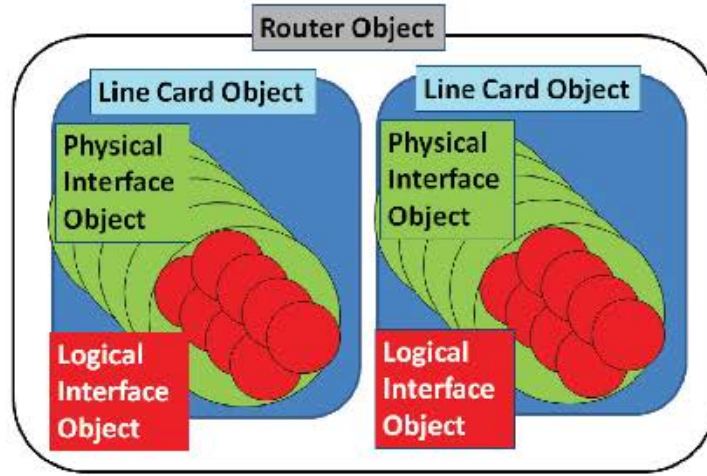 Router Object
Line Card Object
Physical
Interface
Object
Logical
Interface
Object
Line Card Object
Physical
Interface
Object
Logical
Interface
Object